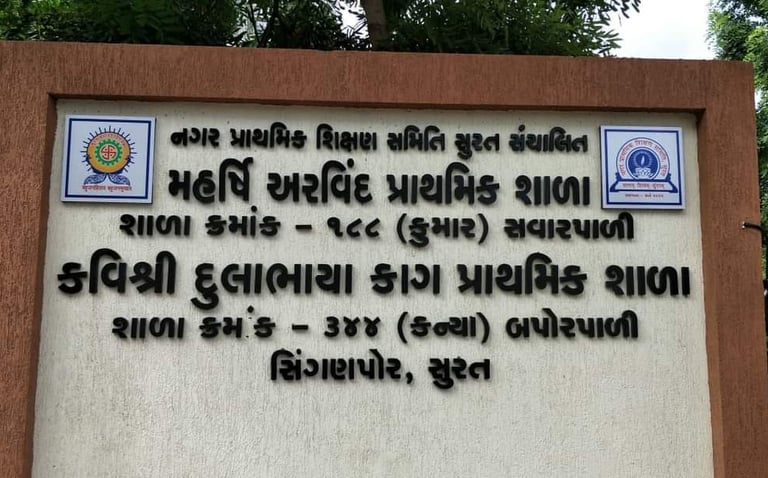 નગર પ્રાથમિક શિક્ષણ સમિતિ સુરત સંચાલિત
મહર્ષિ અરવિંદ પ્રાથમિક શાળા
શાળા ક્રમાંક - ૧૮૮ (કુમાર) સવારપાળી
કવિશ્રી દુલાભાયા કાગ પ્રાથમિક શાળા
શાળા ક્રમાંક - ૩૪૪ (કન્યા) બપોરપાળી
સિંગણપોર, સુરત